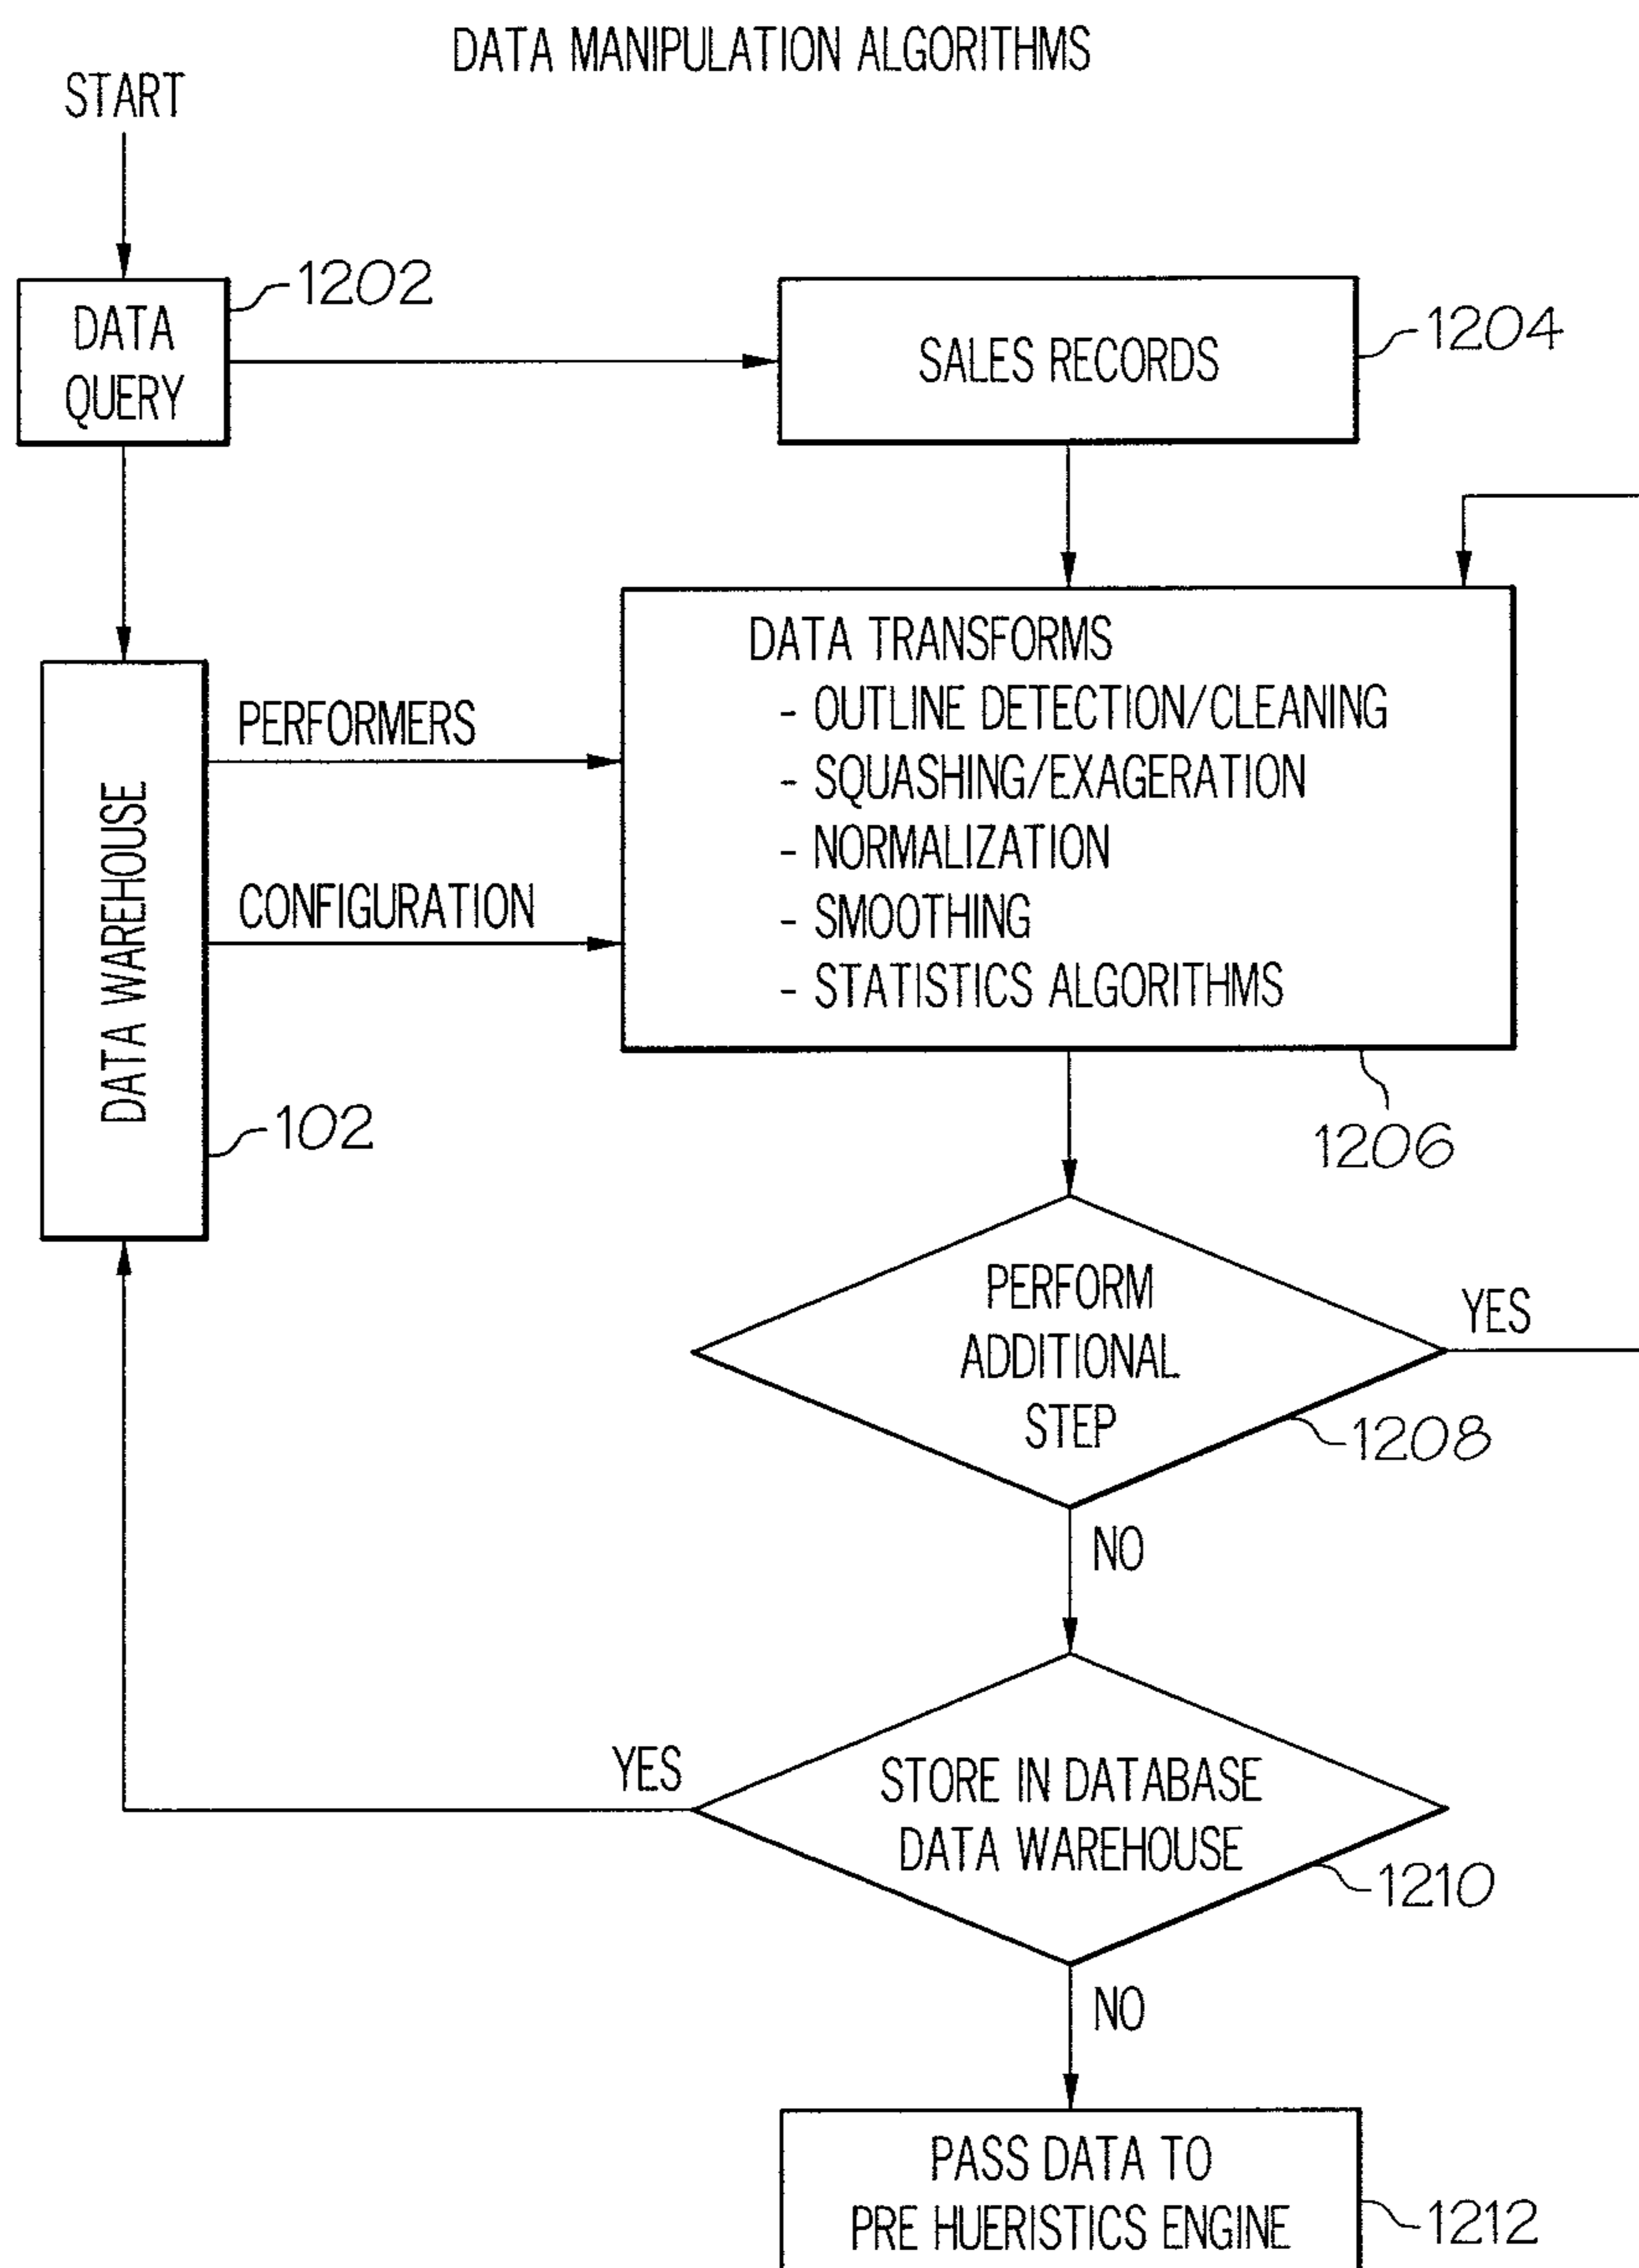 DATA MANIPULATION ALGORITHMS
START
DATA
QUERY
1202
SALES RECORDS
1204
DATA WAREHOUSE
102
PERFORMERS
CONFIGURATION
DATA TRANSFORMS
- OUTLINE DETECTION/CLEANING
- SQUASHING/EXAGERATION
- NORMALIZATION
- SMOOTHING
- STATISTICS ALGORITHMS
1206
PERFORM
ADDITIONAL
STEP
YES
1208
NO
STORE IN DATABASE
DATA WAREHOUSE
YES
1210
NO
PASS DATA TO
PRE HUERISTICS ENGINE
1212